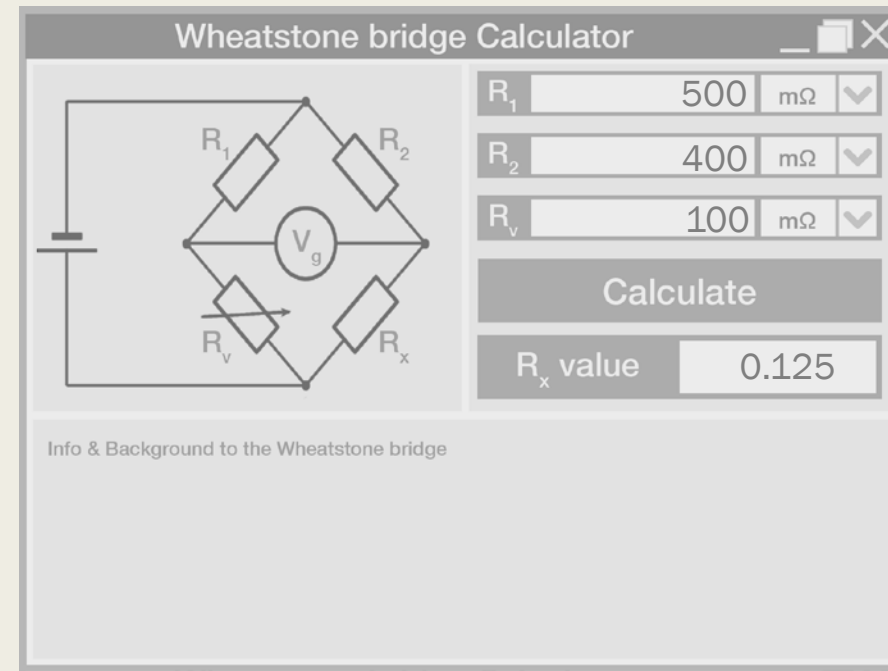 Wheatstone bridge Calculator
R1 R2
Vg
Rv Rx
R1 500 mΩ
R2 400 mΩ
Rv 100 mΩ
Calculate
Rx value 0.125
Info & Background to the Wheatstone bridge